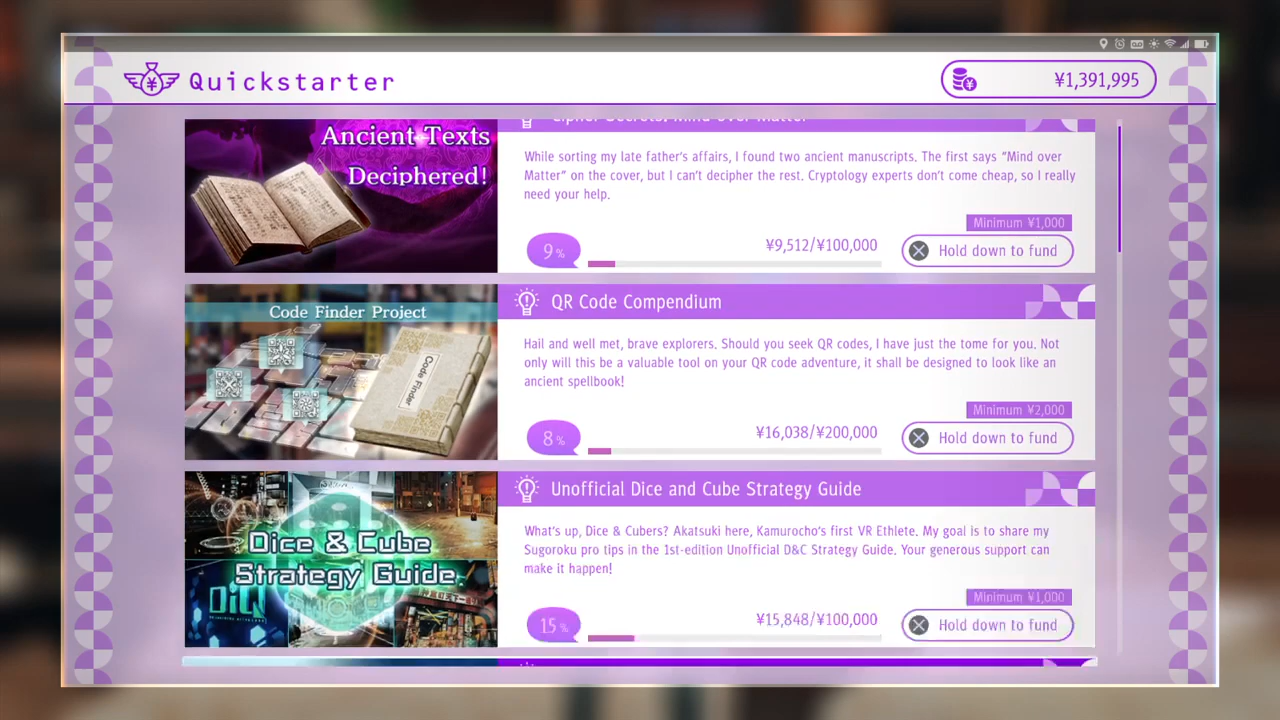 Quickstarter
¥1,391,995
Ancient Texts
Deciphered!
Cipher Secrets: Mind over Matter
While sorting my late father's affairs, I found two ancient manuscripts. The first says "Mind over
Matter" on the cover, but I can't decipher the rest. Cryptology experts don't come cheap, so I really
need your help.
Minimum ¥1,000
9%
¥9,512/¥100,000
Hold down to fund
Code Finder Project
Code Finder
QR Code Compendium
Hail and well met, brave explorers. Should you seek QR codes, I have just the tome for you. Not
only will this be a valuable tool on your QR code adventure, it shall be designed to look like an
ancient spellbook!
Minimum ¥2,000
8%
¥16,038/¥200,000
Hold down to fund
Dice & Cube
Strategy Guide
Unofficial Dice and Cube Strategy Guide
What's up, Dice & Cubers? Akatsuki here, Kamurocho's first VR Ethlete. My goal is to share my
Sugoroku pro tips in the 1st-edition Unofficial D&C Strategy Guide. Your generous support can
make it happen!
Minimum ¥1,000
15%
¥15,848/¥100,000
Hold down to fund